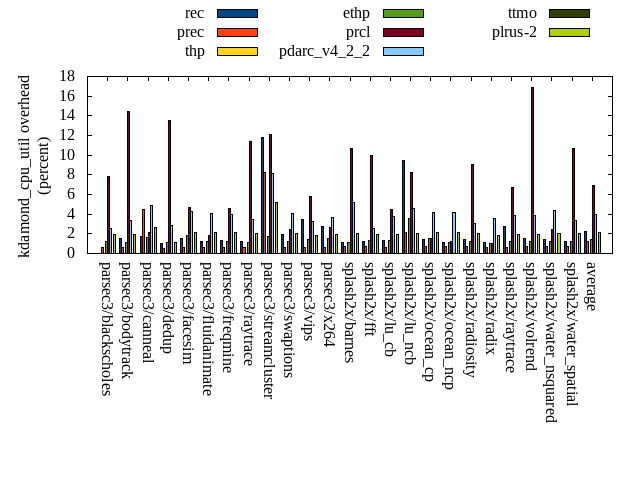 rec
prec
thp
ethp
prcl
pdarc_v4_2_2
ttmo
plrus-2
kdamond_cpu_util overhead
(percent)
18
16
14
12
10
8
6
4
2
0
parsec3/blackscholes
parsec3/bodytrack
parsec3/canneal
parsec3/dedup
parsec3/facesim
parsec3/fluidanimate
parsec3/freqmine
parsec3/raytrace
parsec3/streamcluster
parsec3/swaptions
parsec3/vips
parsec3/x264
splash2x/barnes
splash2x/fft
splash2x/lu_cb
splash2x/lu_ncb
splash2x/ocean_cp
splash2x/ocean_ncp
splash2x/radiosity
splash2x/radix
splash2x/raytrace
splash2x/volrend
splash2x/water_nsquared
splash2x/water_spatial
average